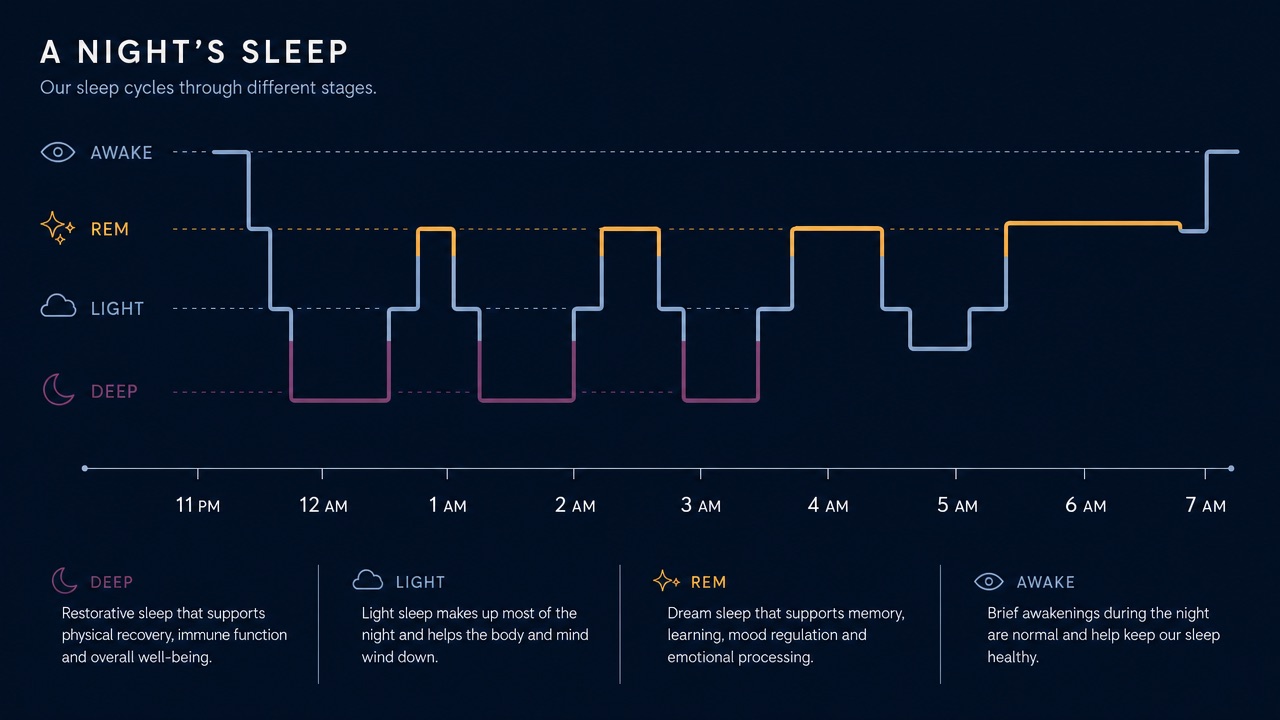 A NIGHT’S SLEEP
Our sleep cycles through different stages.
AWAKE
REM
LIGHT
DEEP
11 PM 12 AM 1 AM 2 AM 3 AM 4 AM 5 AM 6 AM 7 AM
DEEP
Restorative sleep that supports
physical recovery, immune function
and overall well-being.
LIGHT
Light sleep makes up most of the
night and helps the body and mind
wind down.
REM
Dream sleep that supports memory,
learning, mood regulation and
emotional processing.
AWAKE
Brief awakenings during the night
are normal and help keep our sleep
healthy.